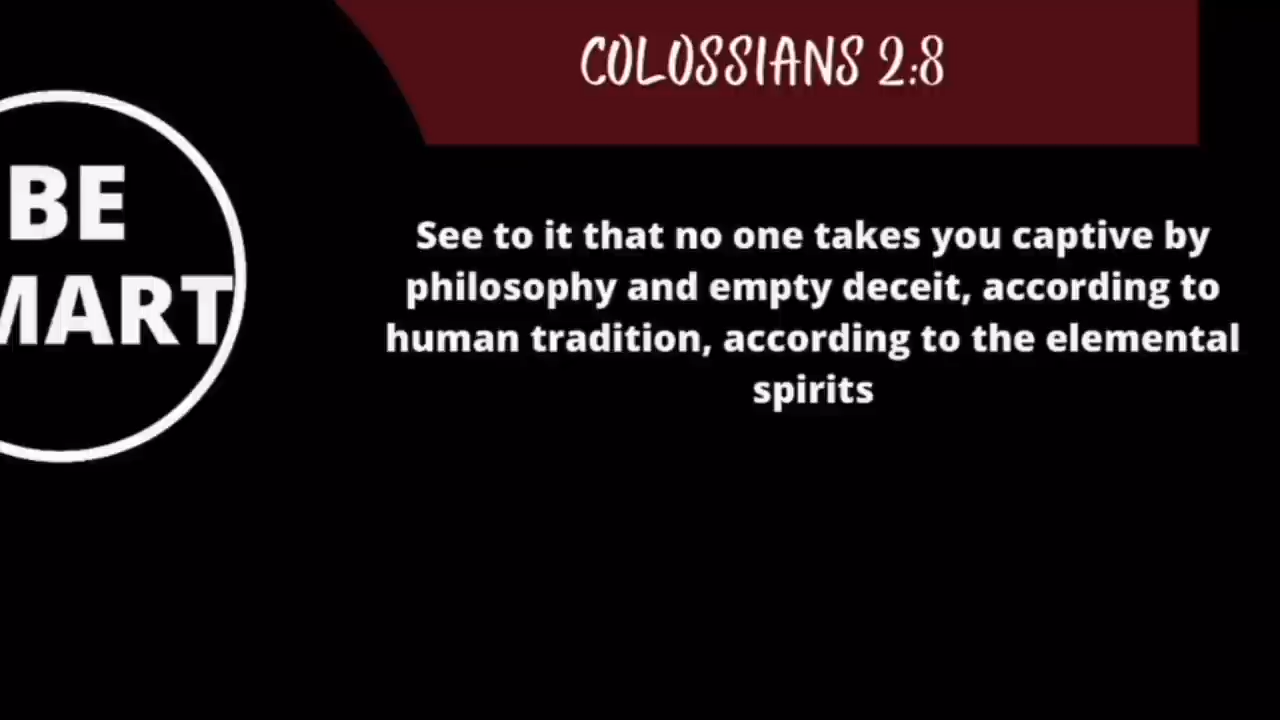 COLOSSIANS 2:8
BE
MART
See to it that no one takes you captive by
philosophy and empty deceit, according to
human tradition, according to the elemental
spirits